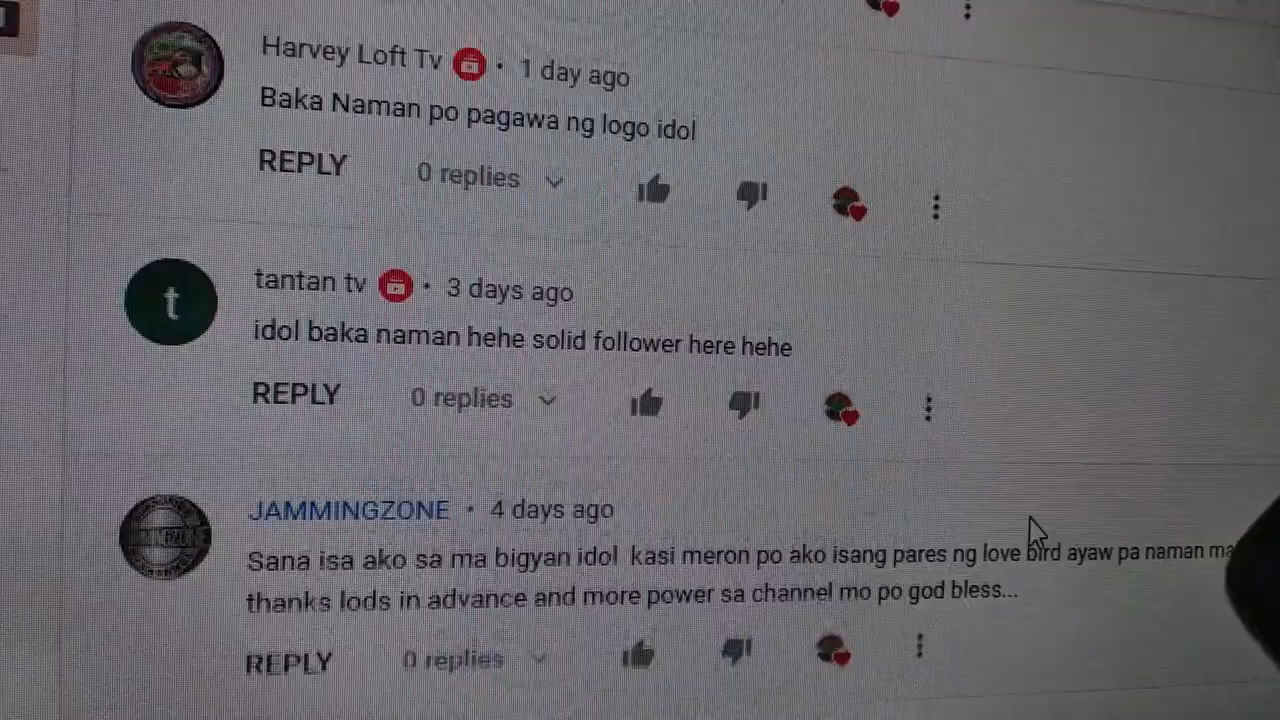 Harvey Loft Tv • 1 day ago
Baka Naman po pagawa ng logo idol
REPLY 0 replies
t
tantan tv • 3 days ago
idol baka naman hehe solid follower here hehe
REPLY 0 replies
JAMMINGZONE • 4 days ago
Sana isa ako sa ma bigyan idol kasi meron po ako isang pares ng love bird ayaw pa naman ma
thanks lods in advance and more power sa channel mo po god bless...
REPLY 0 replies